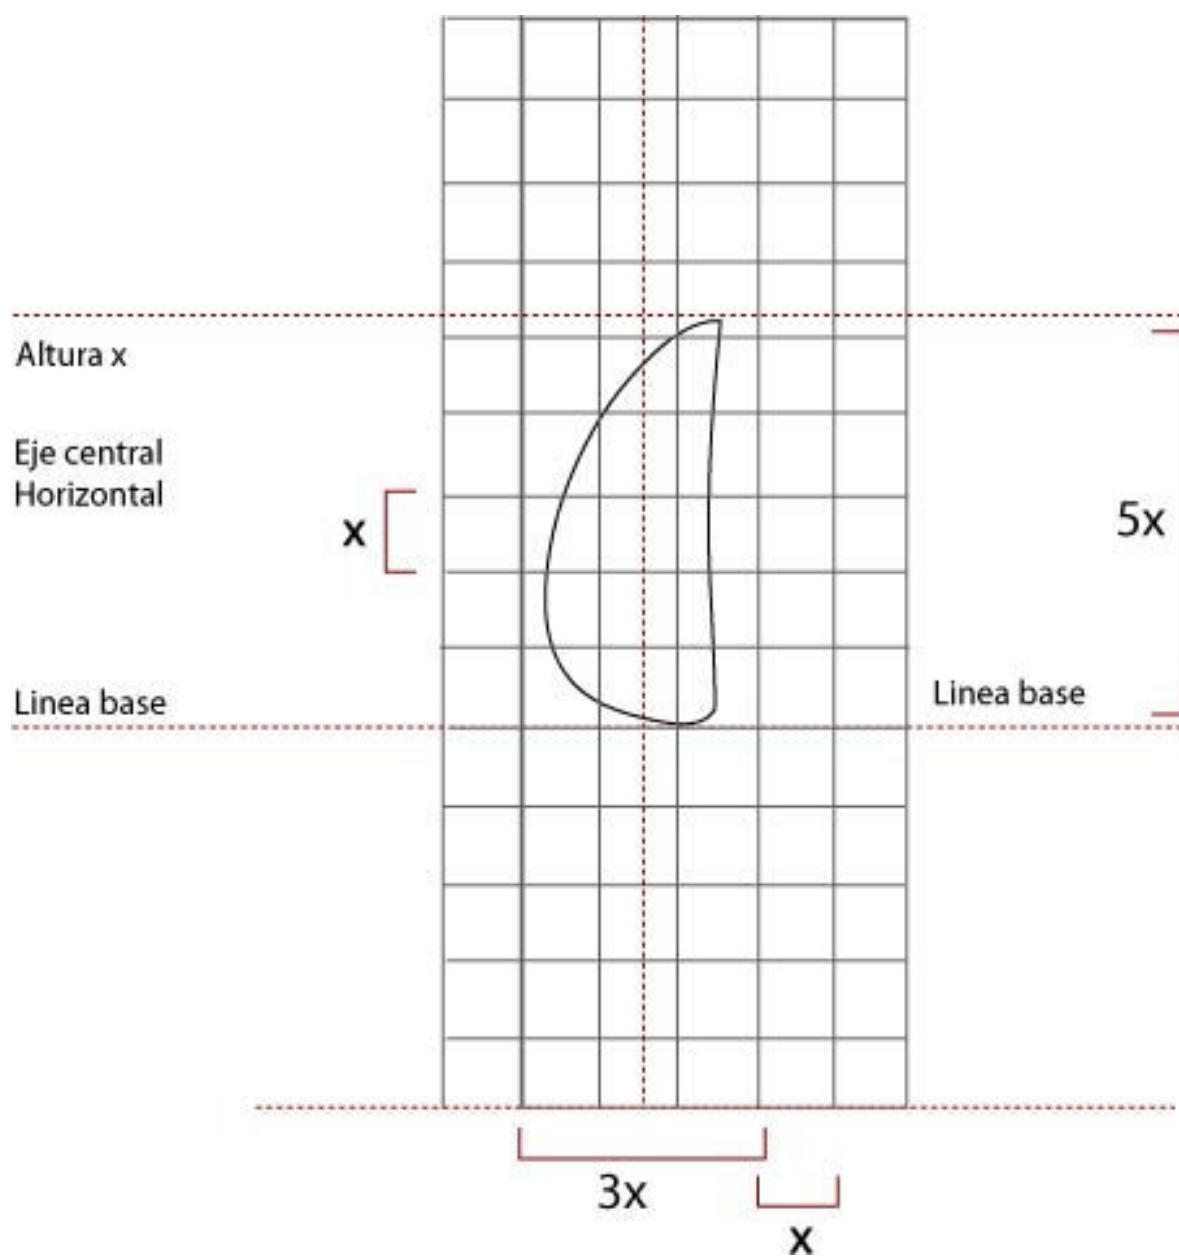 Altura x
Eje central
Horizontal
x
5x
Linea base
Linea base
3x
x